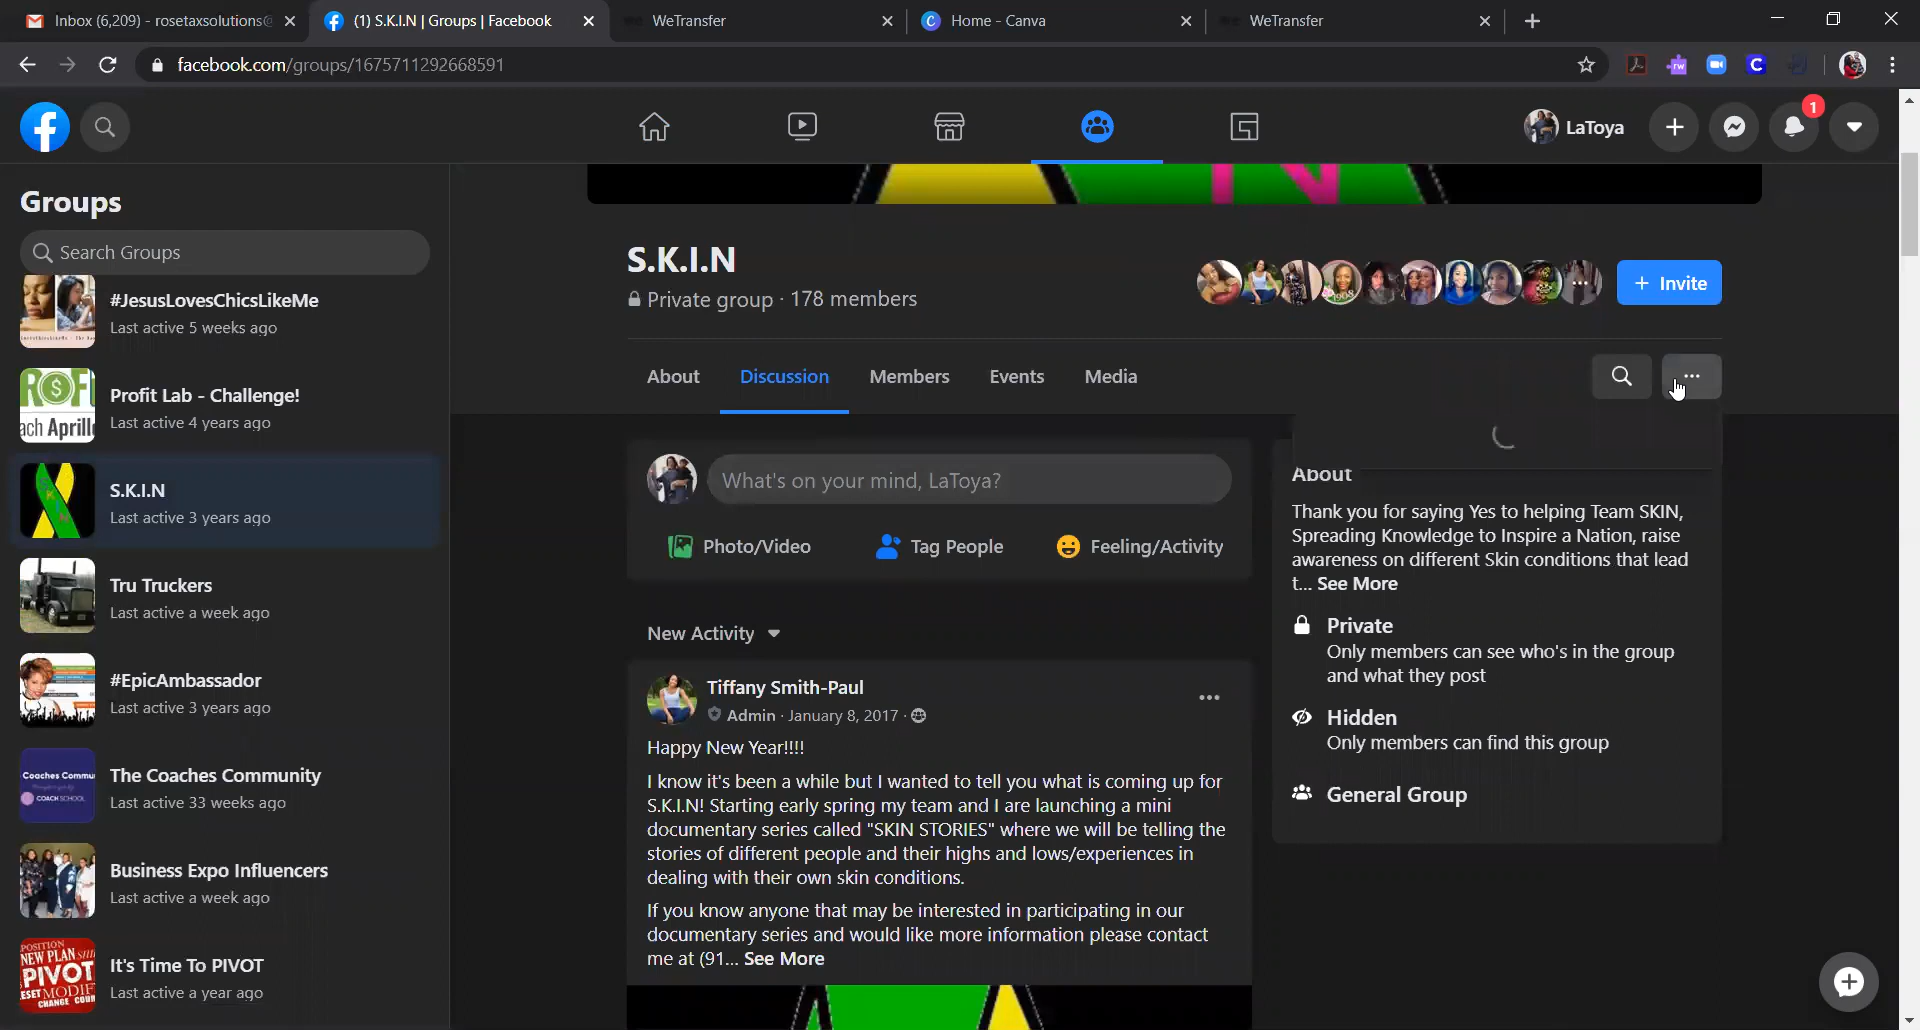 Inbox (6,209) - rosetaxsolutions@
(1) S.K.I.N | Groups | Facebook
WeTransfer
Home - Canva
WeTransfer
facebook.com/groups/1675711292668591
LaToya
1
Groups
Search Groups
#JesusLovesChicsLikeMe
Last active 5 weeks ago
Profit Lab - Challenge!
Last active 4 years ago
S.K.I.N
Last active 3 years ago
Tru Truckers
Last active a week ago
#EpicAmbassador
Last active 3 years ago
The Coaches Community
Last active 33 weeks ago
Business Expo Influencers
Last active a week ago
It's Time To PIVOT
Last active a year ago
S.K.I.N
Private group · 178 members
+ Invite
About
Discussion
Members
Events
Media
What's on your mind, LaToya?
Photo/Video
Tag People
Feeling/Activity
New Activity
Tiffany Smith-Paul
Admin · January 8, 2017 ·
Happy New Year!!!!
I know it's been a while but I wanted to tell you what is coming up for
S.K.I.N! Starting early spring my team and I are launching a mini
documentary series called "SKIN STORIES" where we will be telling the
stories of different people and their highs and lows/experiences in
dealing with their own skin conditions.
If you know anyone that may be interested in participating in our
documentary series and would like more information please contact
me at (91... See More
About
Thank you for saying Yes to helping Team SKIN,
Spreading Knowledge to Inspire a Nation, raise
awareness on different Skin conditions that lead
t... See More
Private
Only members can see who's in the group
and what they post
Hidden
Only members can find this group
General Group